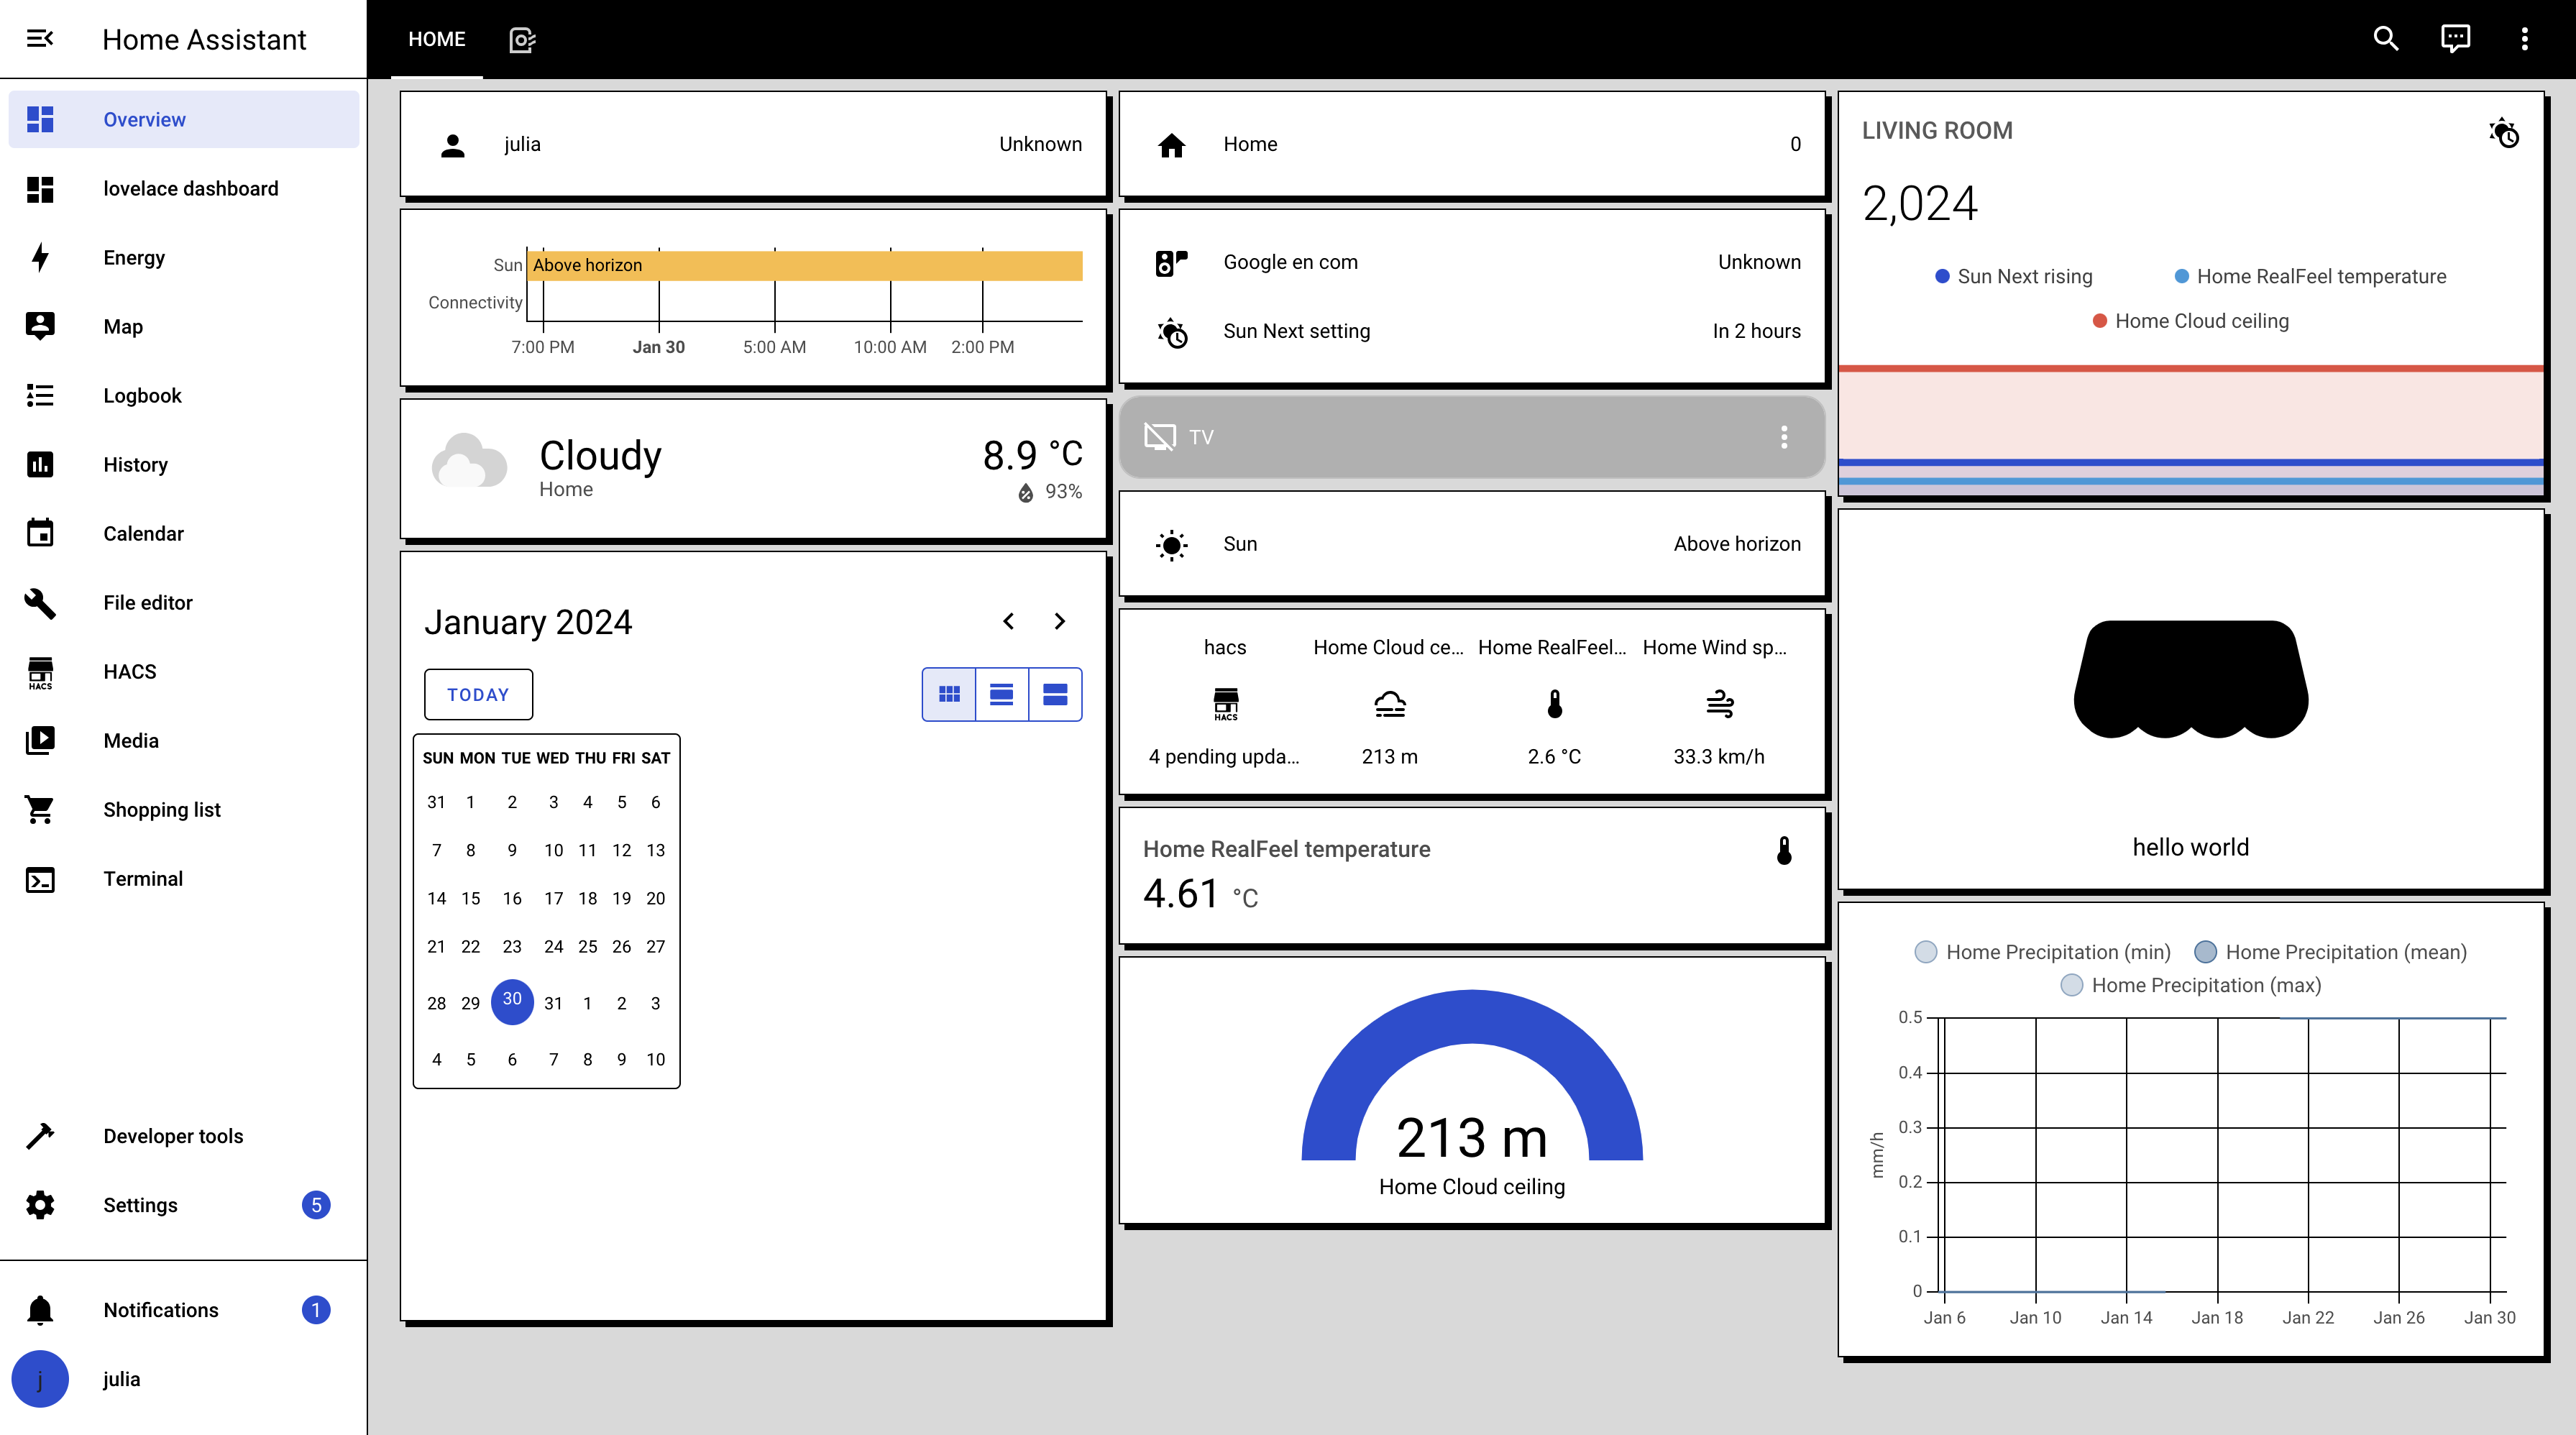 Home Assistant
HOME
Overview
lovelace dashboard
Energy
Map
Logbook
History
Calendar
File editor
HACS
HACS
Media
Shopping list
Terminal
Developer tools
Settings 5
Notifications 1
j julia
julia Unknown
Sun Above horizon
Connectivity
7:00 PM Jan 30 5:00 AM 10:00 AM 2:00 PM
Cloudy 8.9 °C
Home 93%
January 2024
TODAY
SUN MON TUE WED THU FRI SAT
31 1 2 3 4 5 6
7 8 9 10 11 12 13
14 15 16 17 18 19 20
21 22 23 24 25 26 27
28 29 30 31 1 2 3
4 5 6 7 8 9 10
Home 0
Google en com Unknown
Sun Next setting In 2 hours
TV
Sun Above horizon
hacs Home Cloud ce... Home RealFeel... Home Wind sp...
HACS
4 pending upda... 213 m 2.6 °C 33.3 km/h
Home RealFeel temperature
4.61 °C
213 m
Home Cloud ceiling
LIVING ROOM
2,024
Sun Next rising Home RealFeel temperature
Home Cloud ceiling
hello world
Home Precipitation (min) Home Precipitation (mean)
Home Precipitation (max)
0.5
0.4
0.3
0.2
0.1
0
mm/h
Jan 6 Jan 10 Jan 14 Jan 18 Jan 22 Jan 26 Jan 30